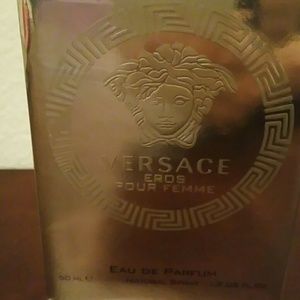 VERSACE
EROS
POUR FEMME
EAU DE PARFUM
50 ML ℮ NATURAL SPRAY